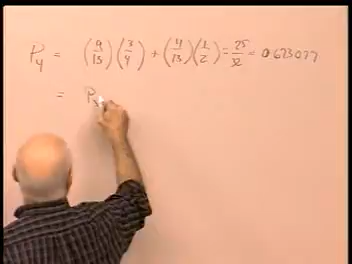 P_y = (9/13)(3/4) + (4/13)(1/2) = 35/52 = 0.673077
= P_x